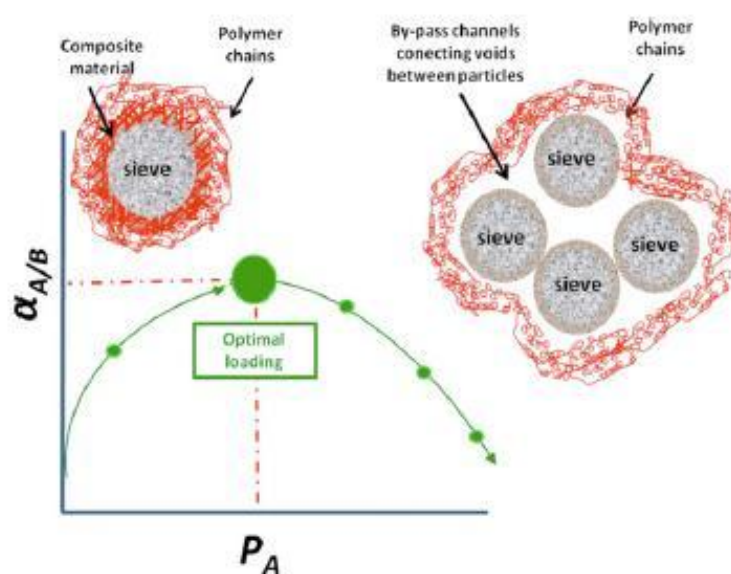 Composite
material
Polymer
chains
sieve
By-pass channels
conecting voids
between particles
Polymer
chains
sieve
sieve
sieve
sieve
αA/B
Optimal
loading
PA